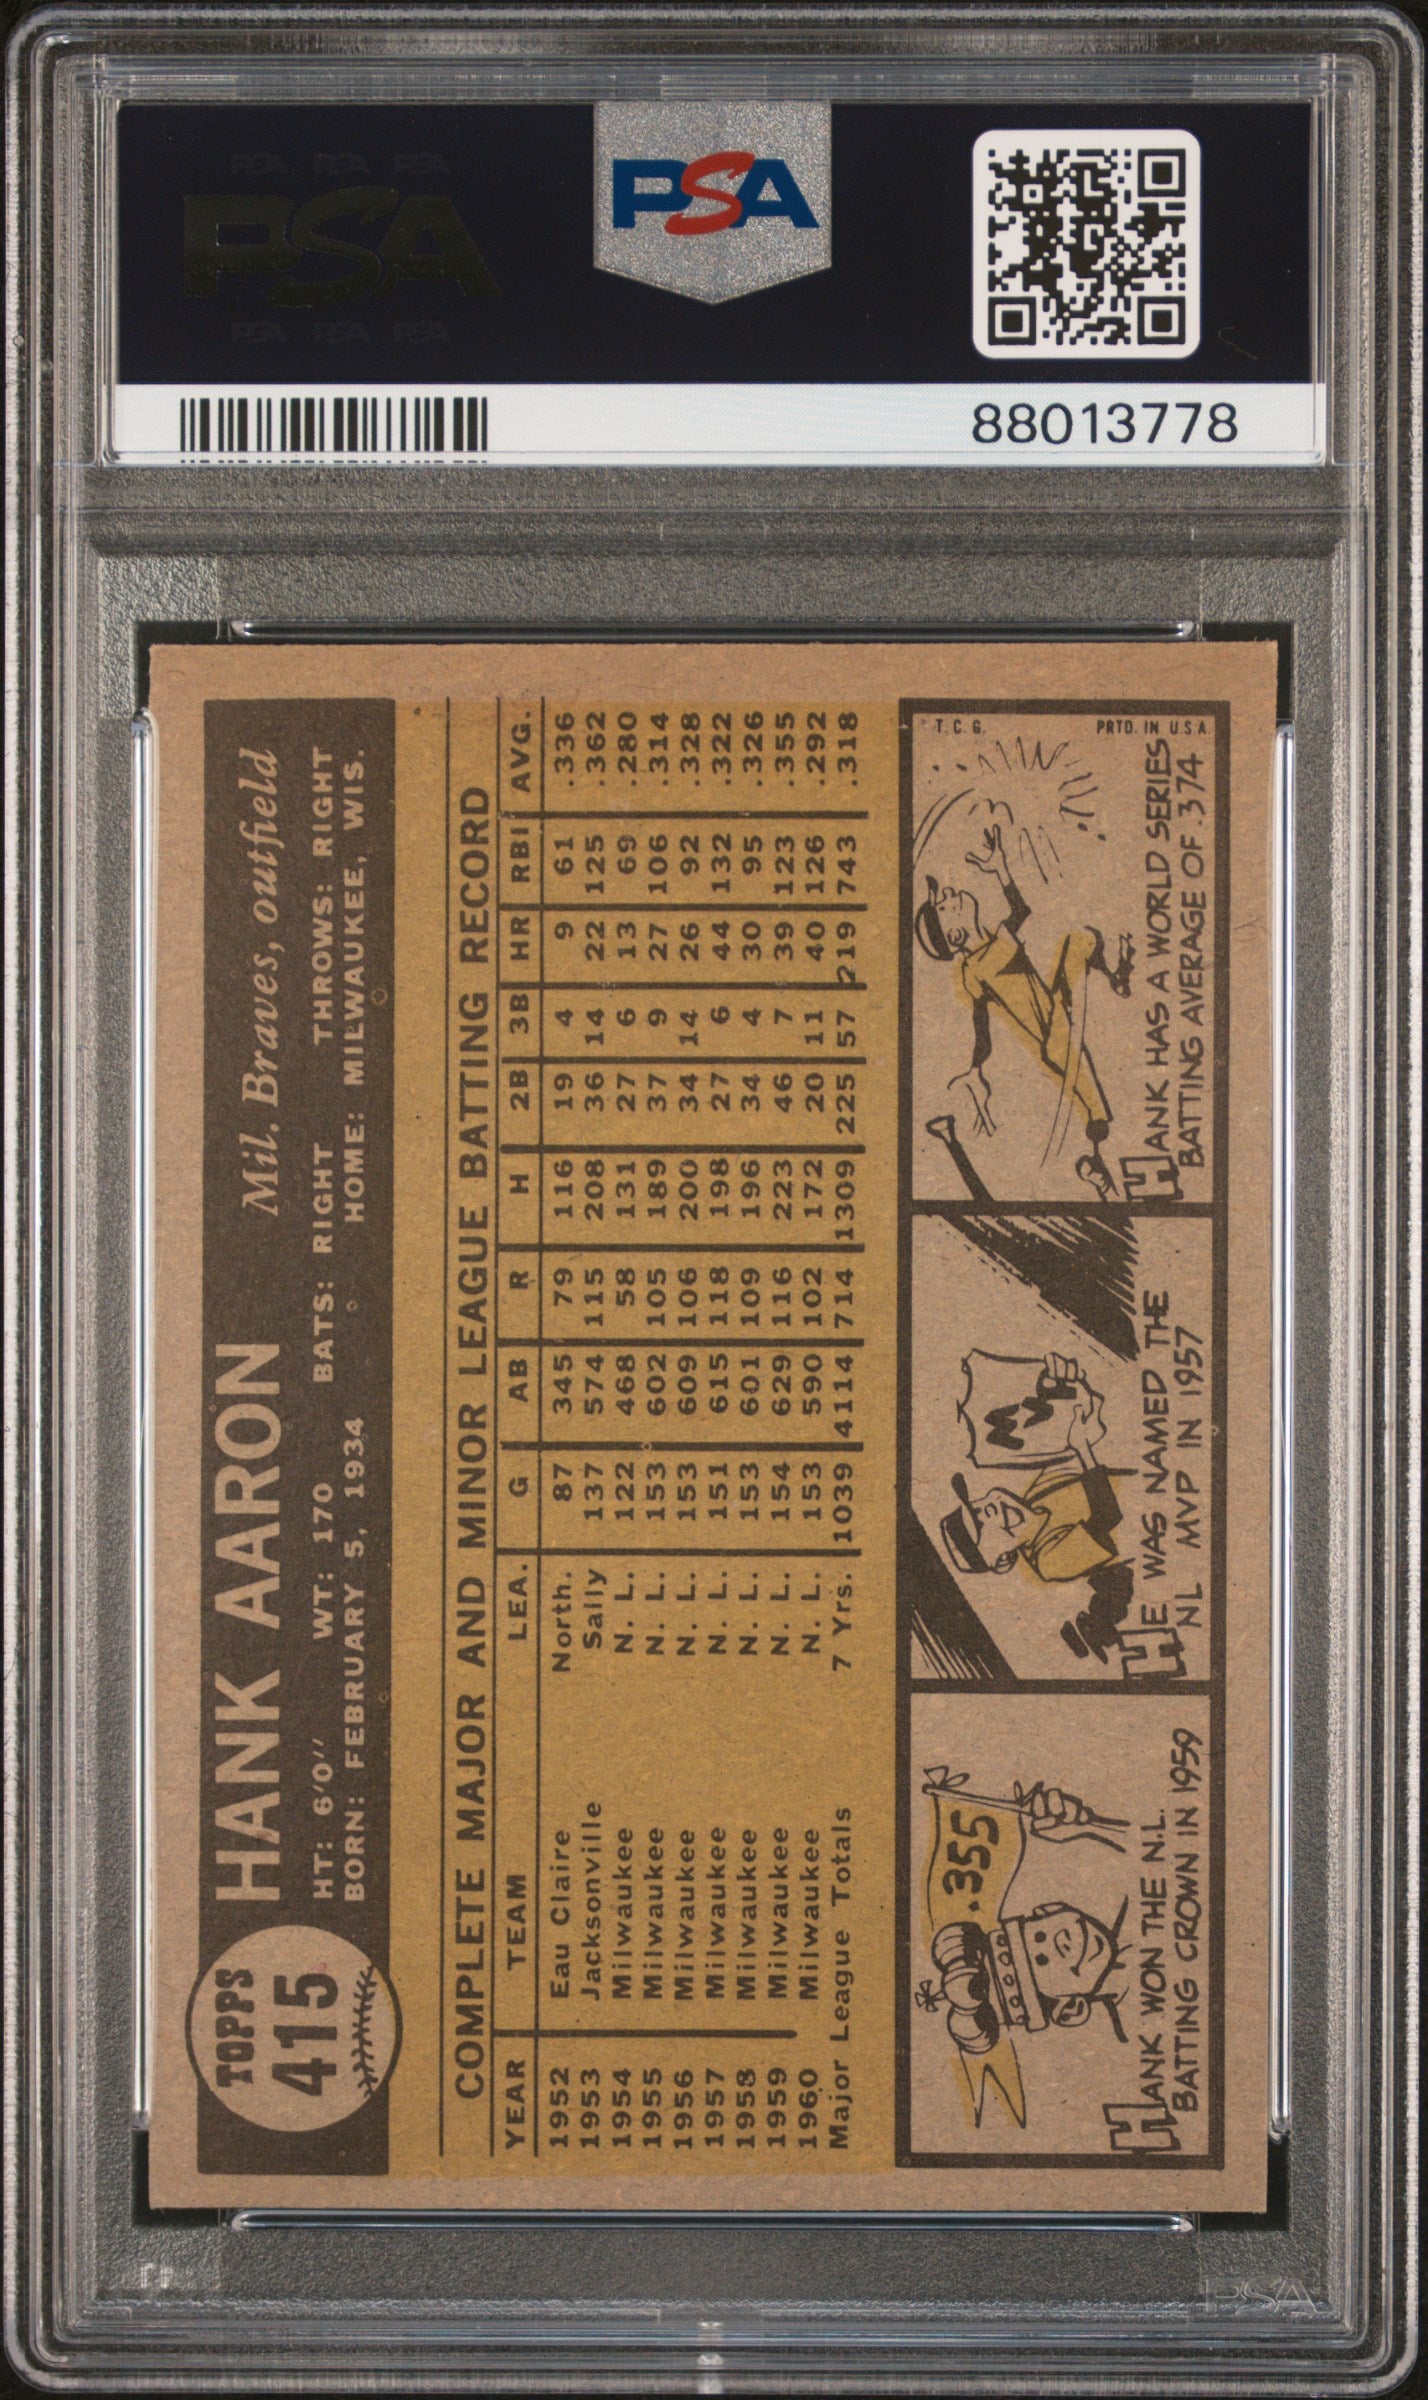 PSA PSA PSA
PSA
PSA PSA PSA
PSA
88013778
TOPPS
415
HANK AARON Mil. Braves, outfield
HT: 6'0" WT: 170 BATS: RIGHT THROWS: RIGHT
BORN: FEBRUARY 5, 1934 HOME: MILWAUKEE, WIS.
COMPLETE MAJOR AND MINOR LEAGUE BATTING RECORD
YEAR TEAM LEA. G AB R H 2B 3B HR RBI AVG.
1952 Eau Claire North. 87 345 79 116 19 4 9 61 .336
1953 Jacksonville Sally 137 574 115 208 36 14 22 125 .362
1954 Milwaukee N. L. 122 468 58 131 27 6 13 69 .280
1955 Milwaukee N. L. 153 602 105 189 37 9 27 106 .314
1956 Milwaukee N. L. 153 609 106 200 34 14 26 92 .328
1957 Milwaukee N. L. 151 615 118 198 27 6 44 132 .322
1958 Milwaukee N. L. 153 601 109 196 34 4 30 95 .326
1959 Milwaukee N. L. 154 629 116 223 46 7 39 123 .355
1960 Milwaukee N. L. 153 590 102 172 20 11 40 126 .292
Major League Totals 7 Yrs. 1039 4114 714 1309 225 57 219 743 .318
.355
HANK WON THE N.L.
BATTING CROWN IN 1959
M
HE WAS NAMED THE
NL MVP IN 1957
T. C. G.
PRTD. IN U.S.A
HANK HAS A WORLD SERIES
BATTING AVERAGE OF .374
PSA